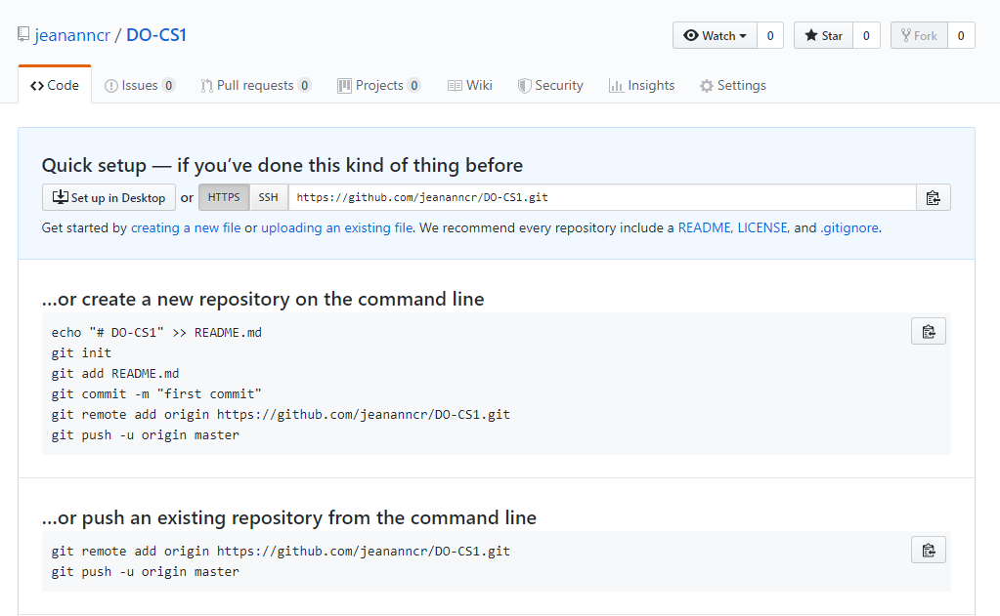 jeananncr / DO-CS1
Watch 0 Star 0 Fork 0
Code Issues 0 Pull requests 0 Projects 0 Wiki Security Insights Settings
Quick setup — if you’ve done this kind of thing before
Set up in Desktop or HTTPS SSH https://github.com/jeananncr/DO-CS1.git
Get started by creating a new file or uploading an existing file. We recommend every repository include a README, LICENSE, and .gitignore.
…or create a new repository on the command line
echo "# DO-CS1" >> README.md
git init
git add README.md
git commit -m "first commit"
git remote add origin https://github.com/jeananncr/DO-CS1.git
git push -u origin master
…or push an existing repository from the command line
git remote add origin https://github.com/jeananncr/DO-CS1.git
git push -u origin master